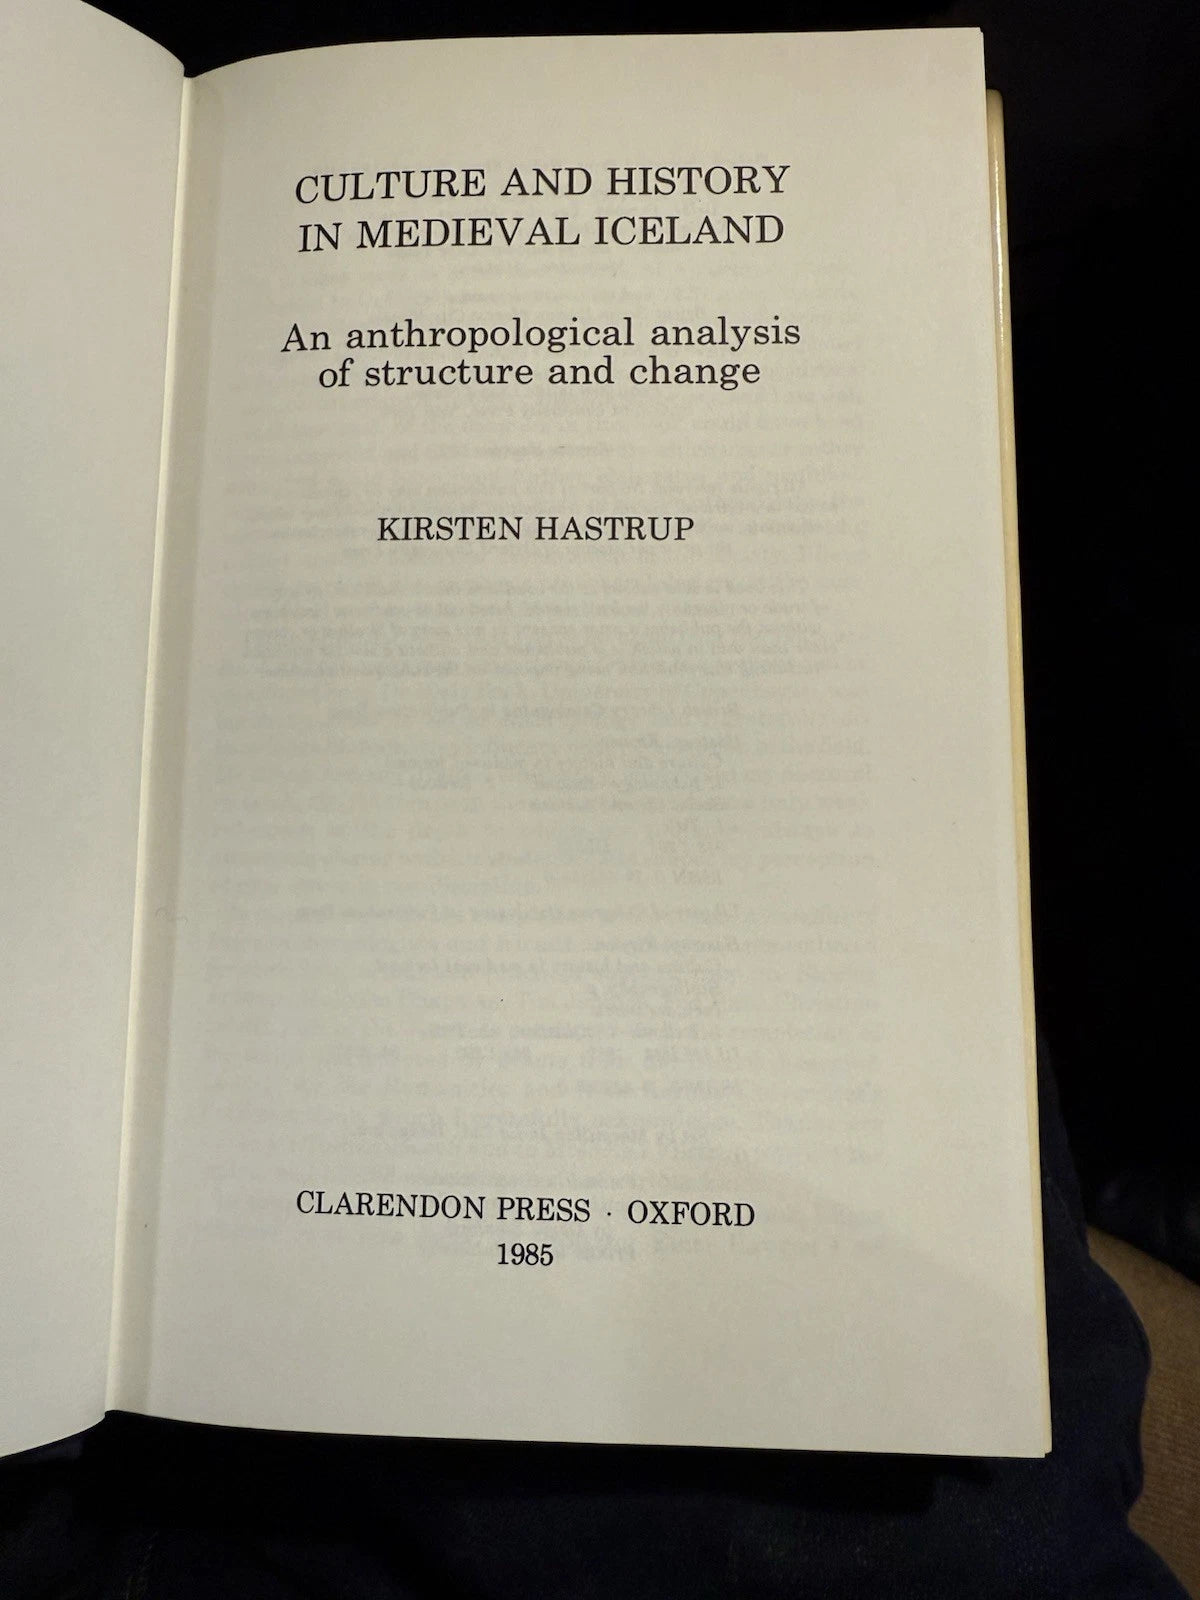 CULTURE AND HISTORY
IN MEDIEVAL ICELAND
An anthropological analysis
of structure and change
KIRSTEN HASTRUP
CLARENDON PRESS · OXFORD
1985